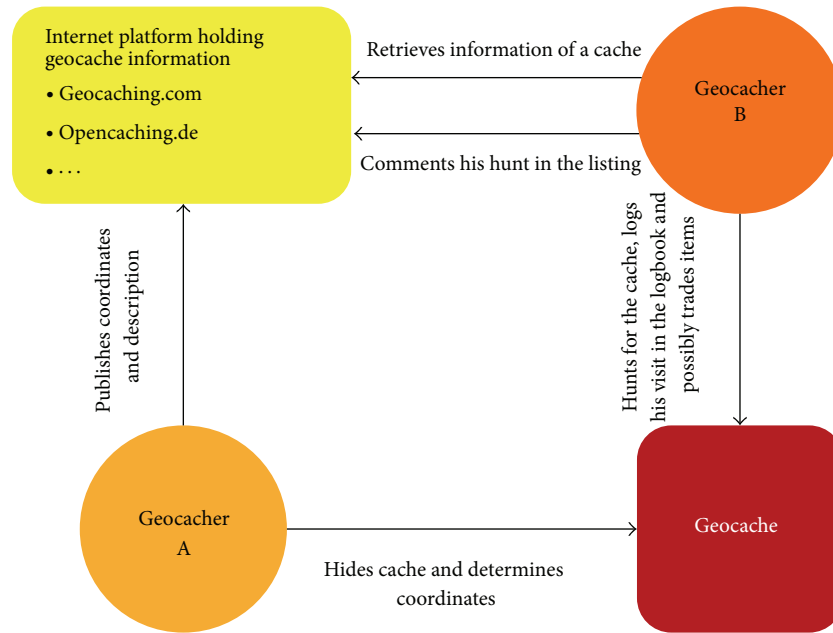 Internet platform holding
geocache information
• Geocaching.com
• Opencaching.de
• · · ·
Retrieves information of a cache
Comments his hunt in the listing
Geocacher
B
Publishes coordinates
and description
Hunts for the cache, logs
his visit in the logbook and
possibly trades items
Geocacher
A
Hides cache and determines
coordinates
Geocache